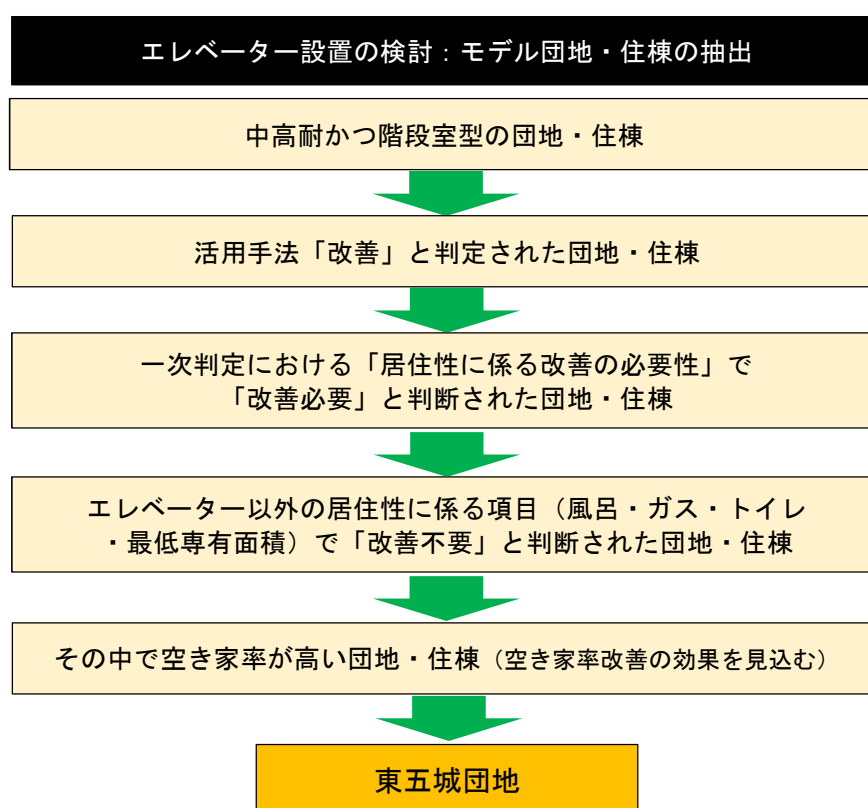 エレベーター設置の検討：モデル団地・住棟の抽出
中高耐かつ階段室型の団地・住棟
活用手法「改善」と判定された団地・住棟
一次判定における「居住性に係る改善の必要性」で
「改善必要」と判断された団地・住棟
エレベーター以外の居住性に係る項目（風呂・ガス・トイレ
・最低専有面積）で「改善不要」と判断された団地・住棟
その中で空き家率が高い団地・住棟（空き家率改善の効果を見込む）
東五城団地